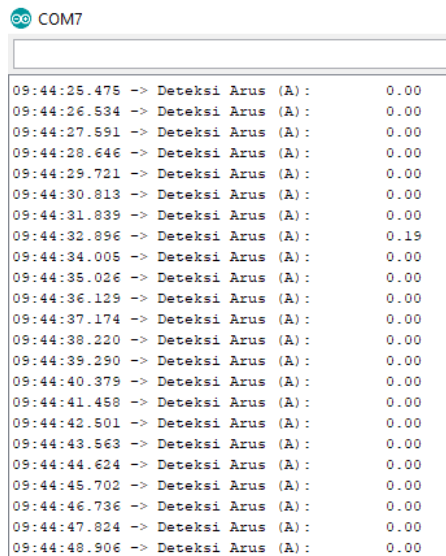 COM7
09:44:25.475 -> Deteksi Arus (A): 0.00
09:44:26.534 -> Deteksi Arus (A): 0.00
09:44:27.591 -> Deteksi Arus (A): 0.00
09:44:28.646 -> Deteksi Arus (A): 0.00
09:44:29.721 -> Deteksi Arus (A): 0.00
09:44:30.813 -> Deteksi Arus (A): 0.00
09:44:31.839 -> Deteksi Arus (A): 0.00
09:44:32.896 -> Deteksi Arus (A): 0.19
09:44:34.005 -> Deteksi Arus (A): 0.00
09:44:35.026 -> Deteksi Arus (A): 0.00
09:44:36.129 -> Deteksi Arus (A): 0.00
09:44:37.174 -> Deteksi Arus (A): 0.00
09:44:38.220 -> Deteksi Arus (A): 0.00
09:44:39.290 -> Deteksi Arus (A): 0.00
09:44:40.379 -> Deteksi Arus (A): 0.00
09:44:41.458 -> Deteksi Arus (A): 0.00
09:44:42.501 -> Deteksi Arus (A): 0.00
09:44:43.563 -> Deteksi Arus (A): 0.00
09:44:44.624 -> Deteksi Arus (A): 0.00
09:44:45.702 -> Deteksi Arus (A): 0.00
09:44:46.736 -> Deteksi Arus (A): 0.00
09:44:47.824 -> Deteksi Arus (A): 0.00
09:44:48.906 -> Deteksi Arus (A): 0.00